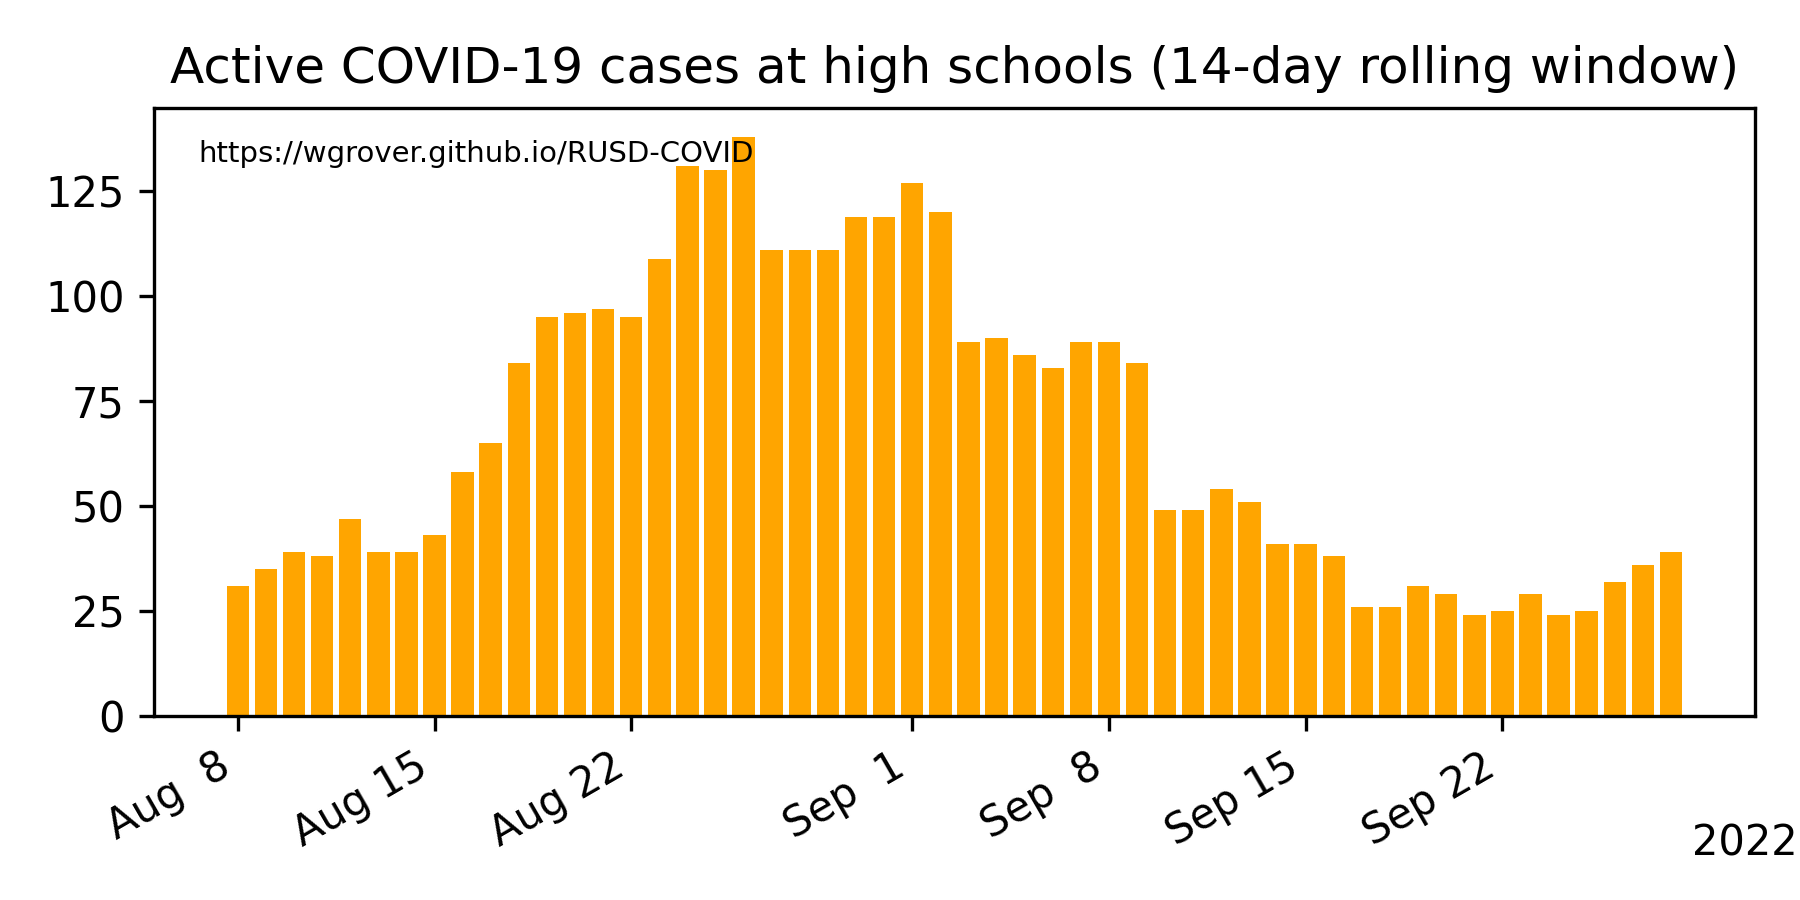 Active COVID-19 cases at high schools (14-day rolling window)
https://wgrover.github.io/RUSD-COVID
125
100
75
50
25
0
Aug 8
Aug 15
Aug 22
Sep 1
Sep 8
Sep 15
Sep 22
2022